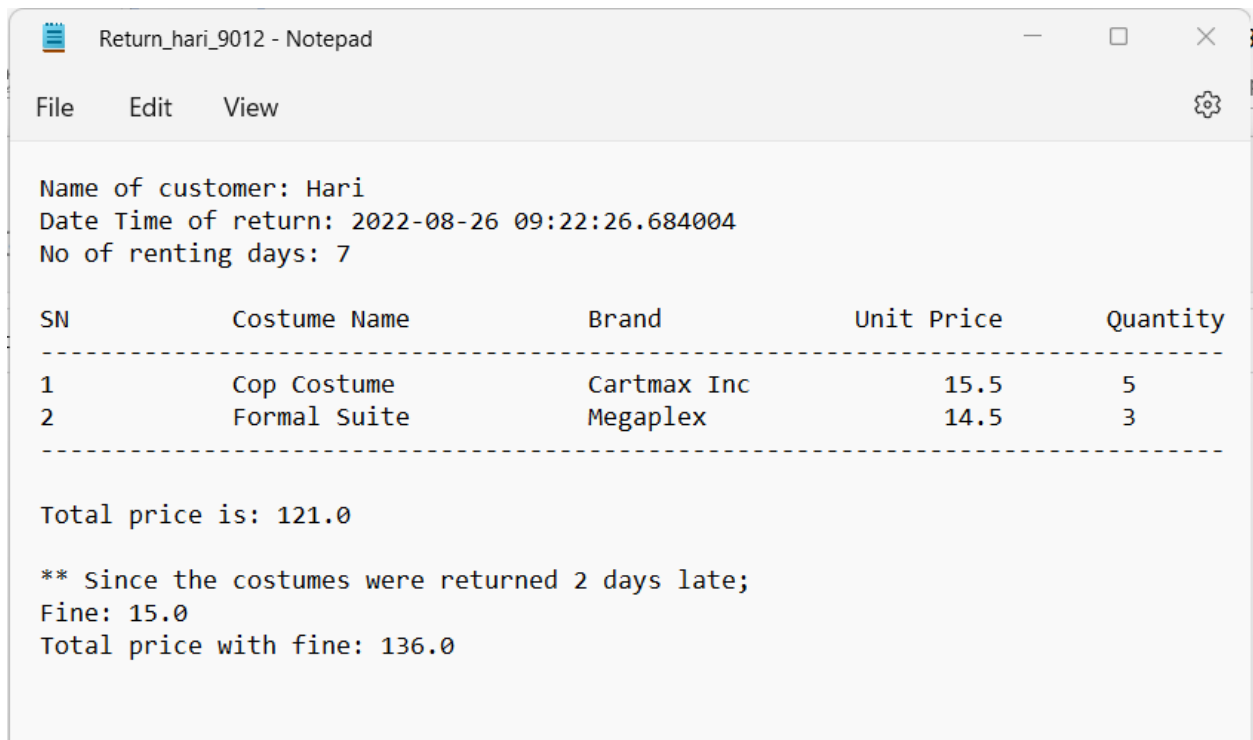 Return_hari_9012 - Notepad
File Edit View
Name of customer: Hari
Date Time of return: 2022-08-26 09:22:26.684004
No of renting days: 7
SN Costume Name Brand Unit Price Quantity
--------------------------------------------------------------------------------
1 Cop Costume Cartmax Inc 15.5 5
2 Formal Suite Megaplex 14.5 3
--------------------------------------------------------------------------------
Total price is: 121.0
** Since the costumes were returned 2 days late;
Fine: 15.0
Total price with fine: 136.0